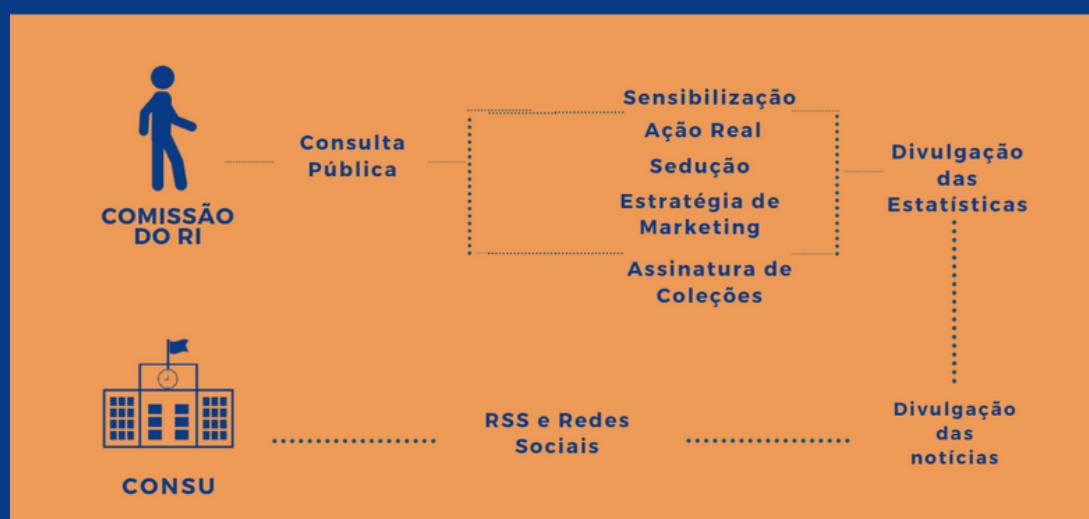 COMISSÃO
DO RI
Consulta
Pública
Sensibilização
Ação Real
Sedução
Estratégia de
Marketing
Assinatura de
Coleções
Divulgação
das
Estatísticas
CONSU
RSS e Redes
Sociais
Divulgação
das
notícias